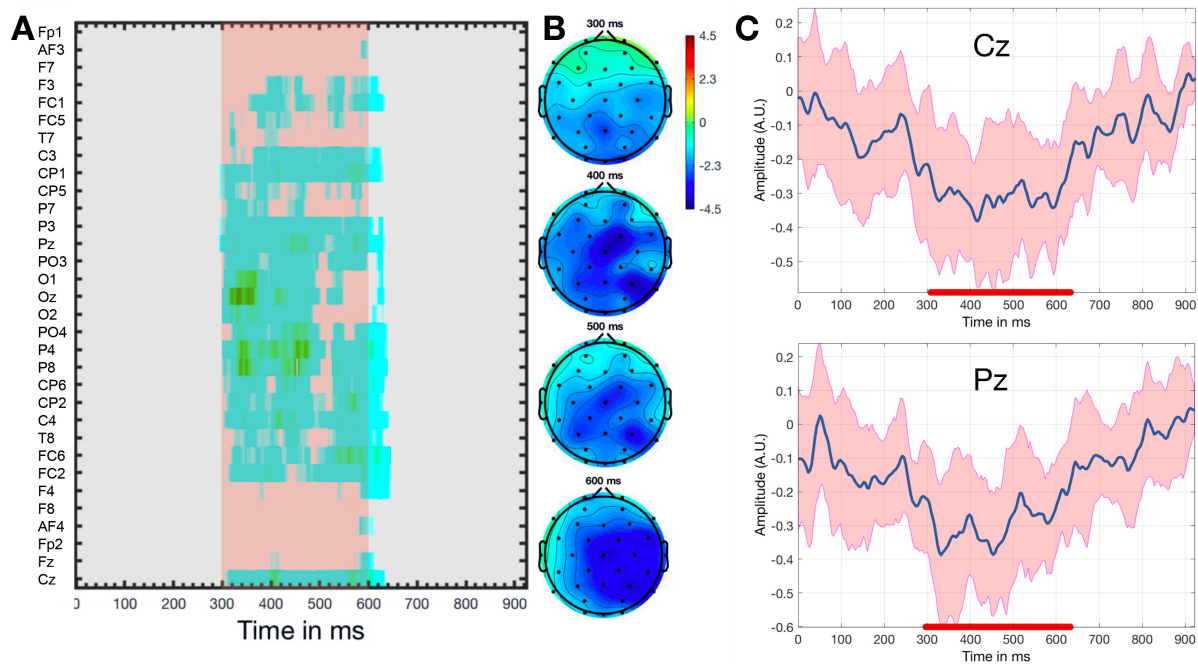 A
Fp1
AF3
F7
F3
FC1
FC5
T7
C3
CP1
CP5
P7
P3
Pz
PO3
O1
Oz
O2
PO4
P4
P8
CP6
CP2
C4
T8
FC6
FC2
F4
F8
AF4
Fp2
Fz
Cz
0 100 200 300 400 500 600 700 800 900
Time in ms
B
300 ms
400 ms
500 ms
600 ms
4.5
2.3
0
-2.3
-4.5
C
Cz
0.2
0.1
0
-0.1
-0.2
-0.3
-0.4
-0.5
Amplitude (A.U.)
0 100 200 300 400 500 600 700 800 900
Time in ms
Pz
0.2
0.1
0
-0.1
-0.2
-0.3
-0.4
-0.5
-0.6
Amplitude (A.U.)
0 100 200 300 400 500 600 700 800 900
Time in ms